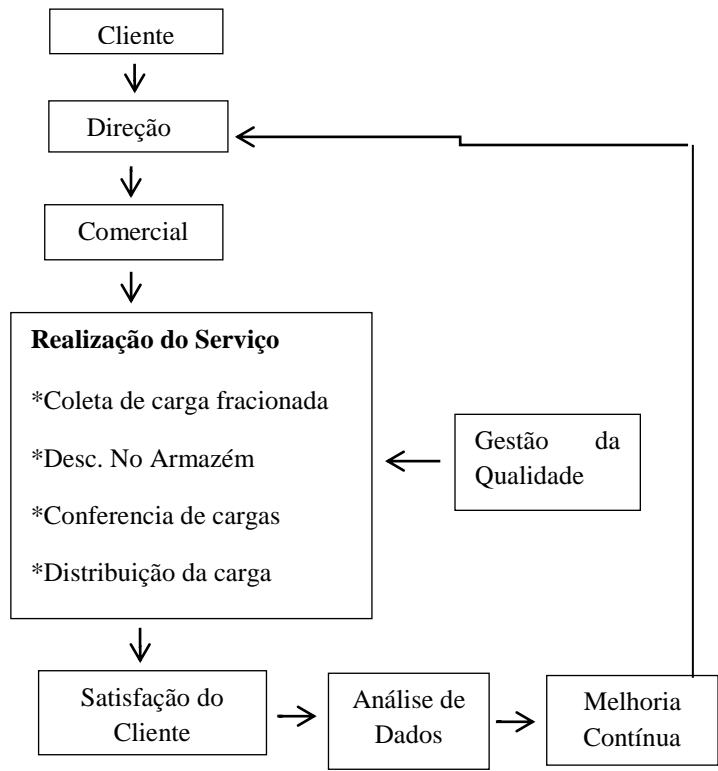 Cliente
Direção
Comercial
Realização do Serviço
*Coleta de carga fracionada
*Desc. No Armazém
*Conferencia de cargas
*Distribuição da carga
Gestão da
Qualidade
Satisfação do
Cliente
Análise de
Dados
Melhoria
Contínua